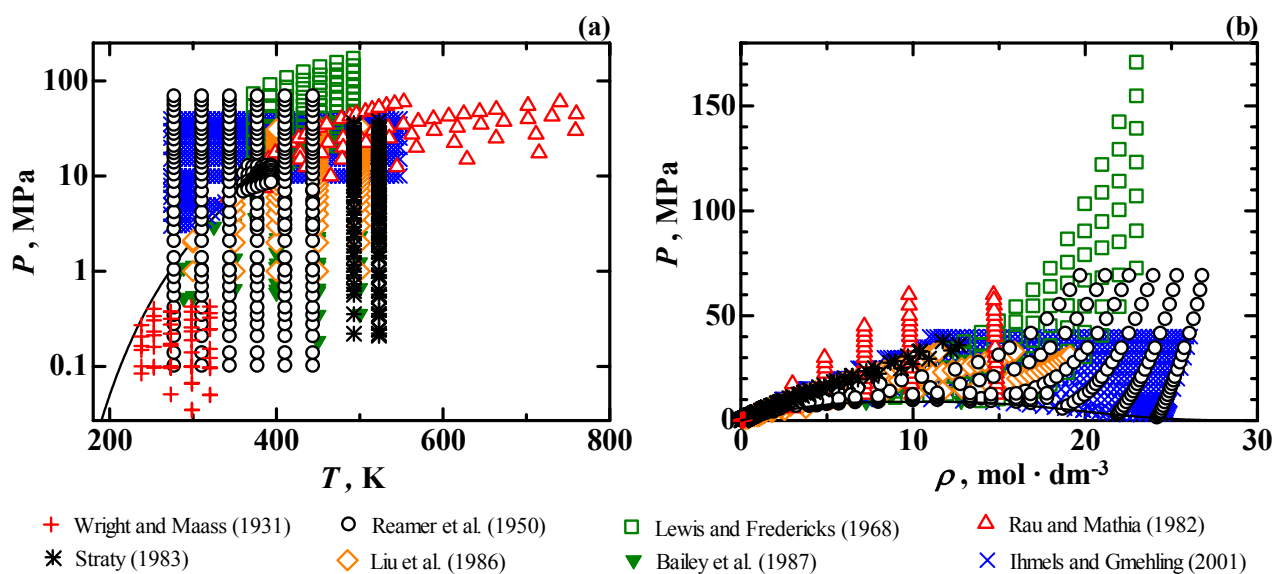 (a)
(b)
100
10
1
0.1
P , MPa
200
400
600
800
T, K
150
100
50
0
P , MPa
0
10
20
30
ρ, mol · dm-3
Wright and Maass (1931)
Reamer et al. (1950)
Lewis and Fredericks (1968)
Rau and Mathia (1982)
Straty (1983)
Liu et al. (1986)
Bailey et al. (1987)
Ihmels and Gmehling (2001)